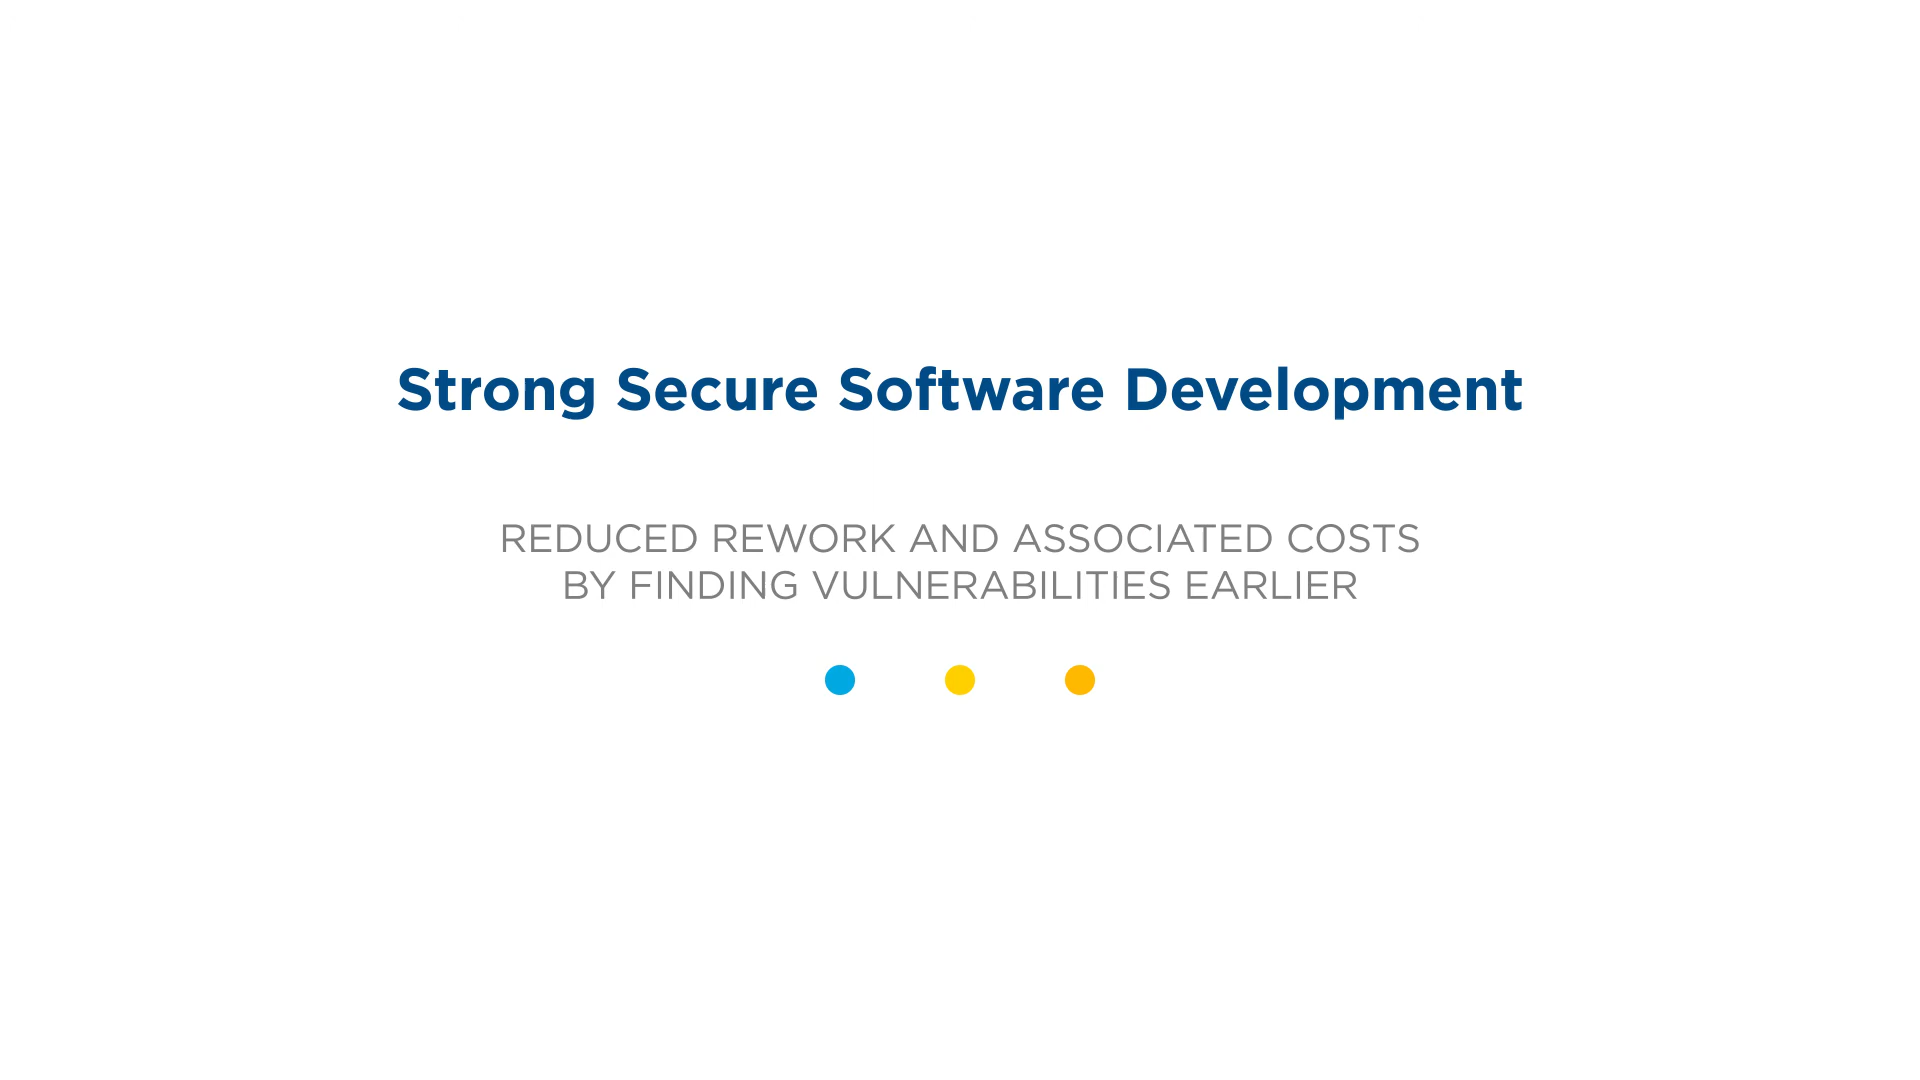 Strong Secure Software Development
REDUCED REWORK AND ASSOCIATED COSTS
BY FINDING VULNERABILITIES EARLIER